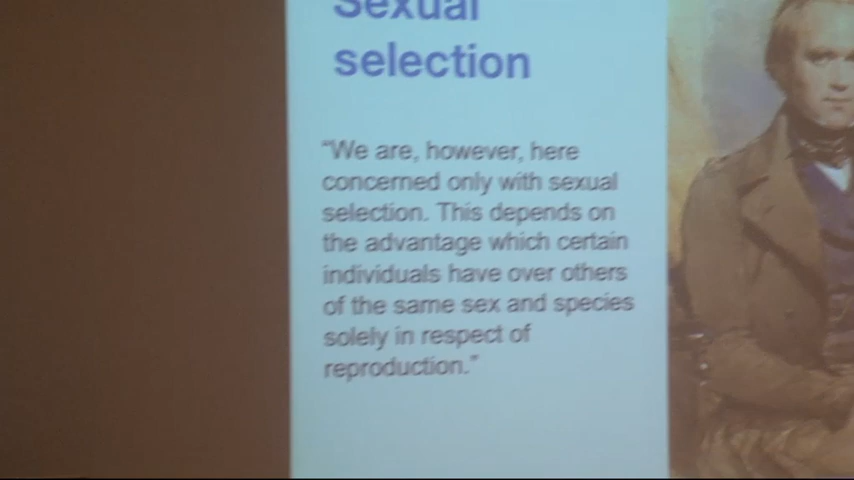 Sexual
selection
“We are, however, here
concerned only with sexual
selection. This depends on
the advantage which certain
individuals have over others
of the same sex and species
solely in respect of
reproduction.”